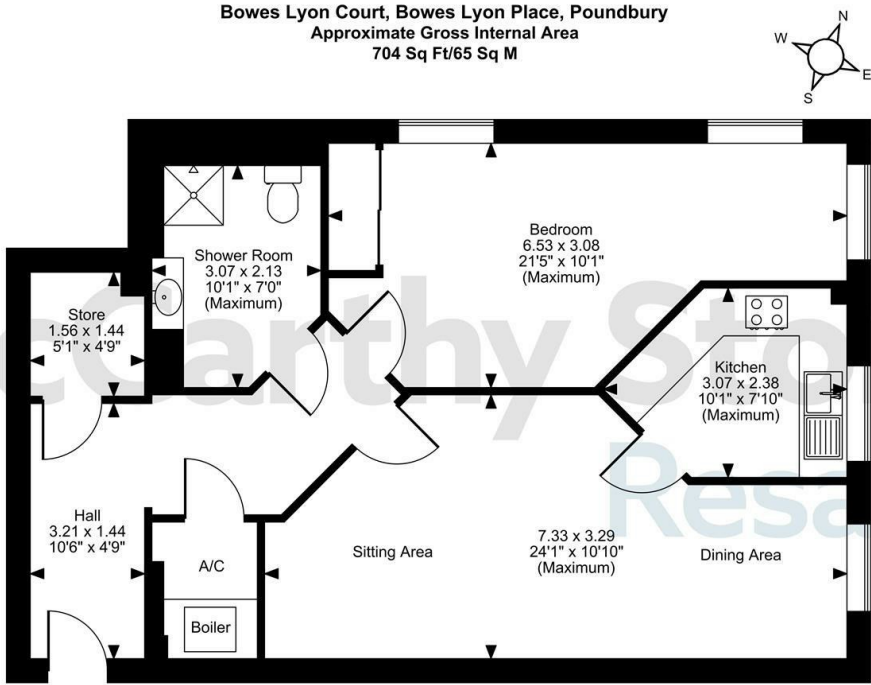 Bowes Lyon Court, Bowes Lyon Place, Poundbury
Approximate Gross Internal Area
704 Sq Ft/65 Sq M
N
W
E
S
Bedroom
6.53 x 3.08
21'5" x 10'1"
(Maximum)
Shower Room
3.07 x 2.13
10'1" x 7'0"
(Maximum)
Store
1.56 x 1.44
5'1" x 4'9"
Kitchen
3.07 x 2.38
10'1" x 7'10"
(Maximum)
Hall
3.21 x 1.44
10'6" x 4'9"
A/C
Boiler
Sitting Area
7.33 x 3.29
24'1" x 10'10"
(Maximum)
Dining Area
cCarthy Sto
Resa